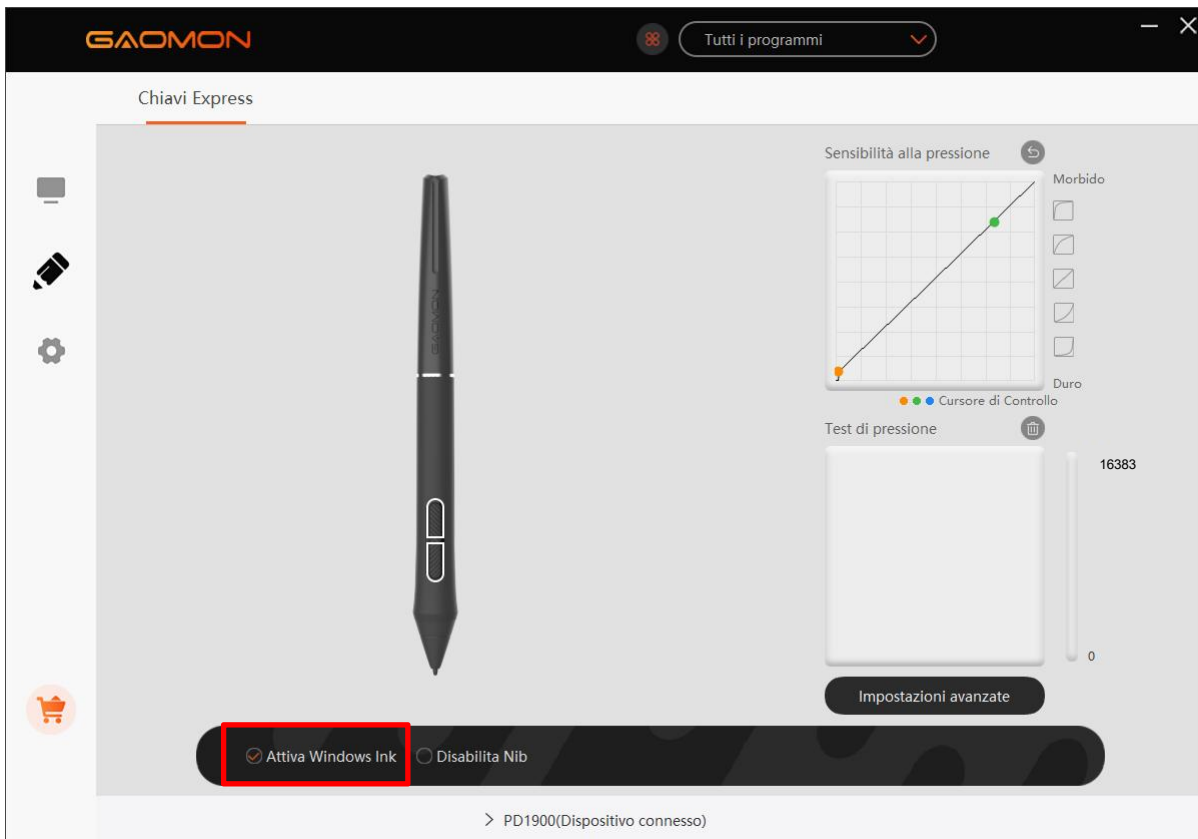 GAOMON
Tutti i programmi
Chiavi Express
Sensibilità alla pressione
Morbido
GAOMON
Duro
Cursore di Controllo
Test di pressione
16383
0
Impostazioni avanzate
Attiva Windows Ink
Disabilita Nib
PD1900(Dispositivo connesso)